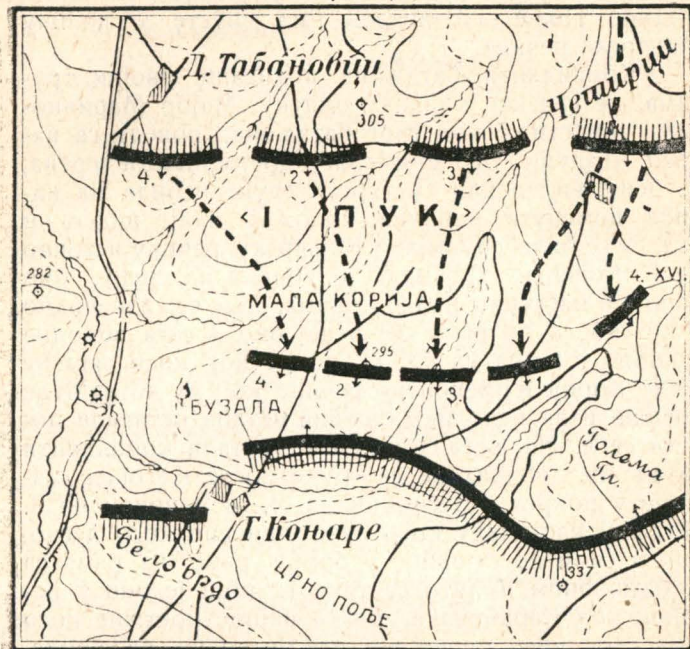 Д. Табановци
305
Чеширци
4.
2.
3.
I ПУК
282
4.-XVI.
МАЛА КОРИЈА
295
4.
2.
3.
1.
БУЗАЛА
Голема
Гл.
Г. Коњаре
Бело Брдо
ЦРНО ПОЉЕ
337